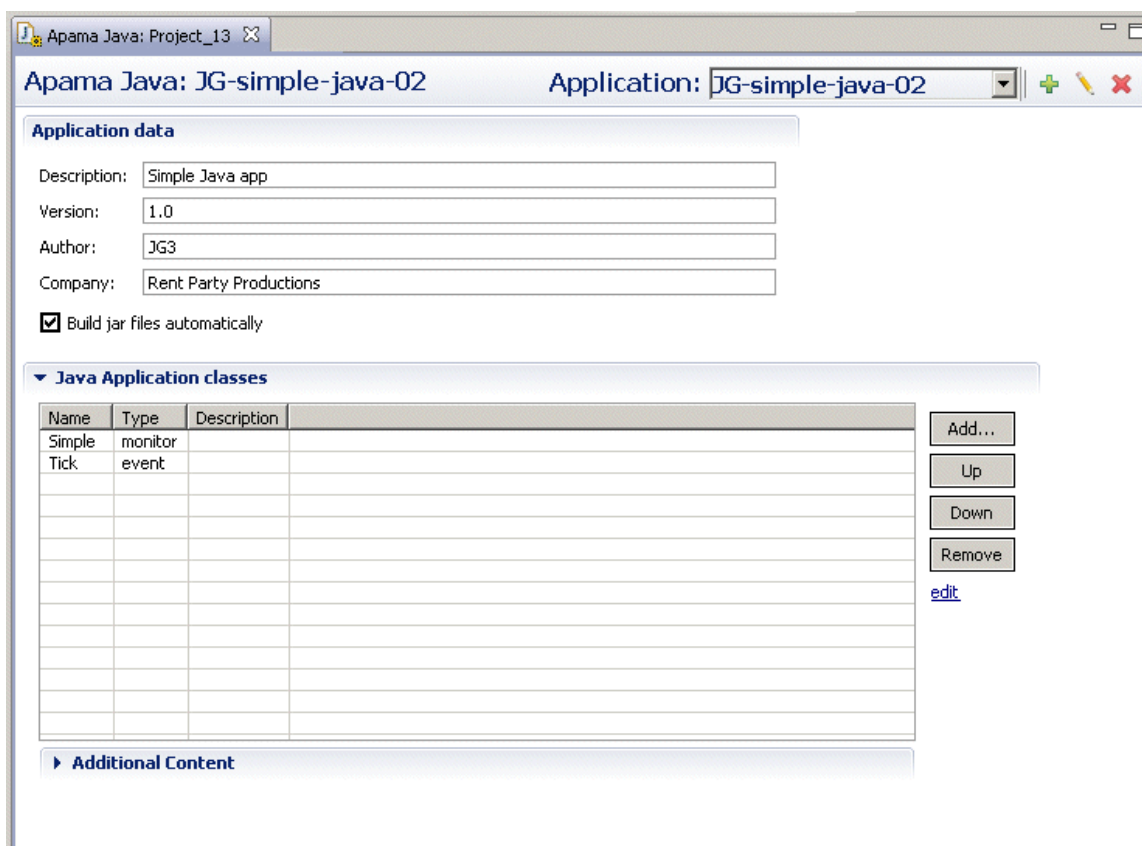 Apama Java: Project_13
Apama Java: JG-simple-java-02 Application: JG-simple-java-02
Application data
Description: Simple Java app
Version: 1.0
Author: JG3
Company: Rent Party Productions
Build jar files automatically
Java Application classes
Name Type Description
Simple monitor
Tick event
Add...
Up
Down
Remove
edit
Additional Content